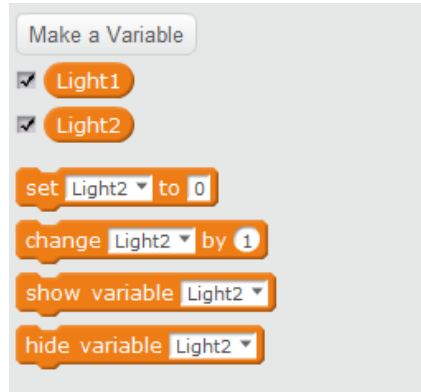 Make a Variable
Light1
Light2
set Light2 to 0
change Light2 by 1
show variable Light2
hide variable Light2